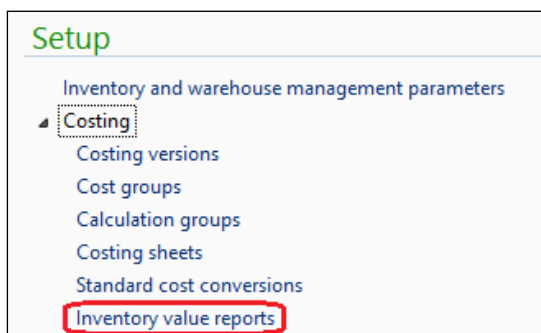 Setup
Inventory and warehouse management parameters
Costing
Costing versions
Cost groups
Calculation groups
Costing sheets
Standard cost conversions
Inventory value reports